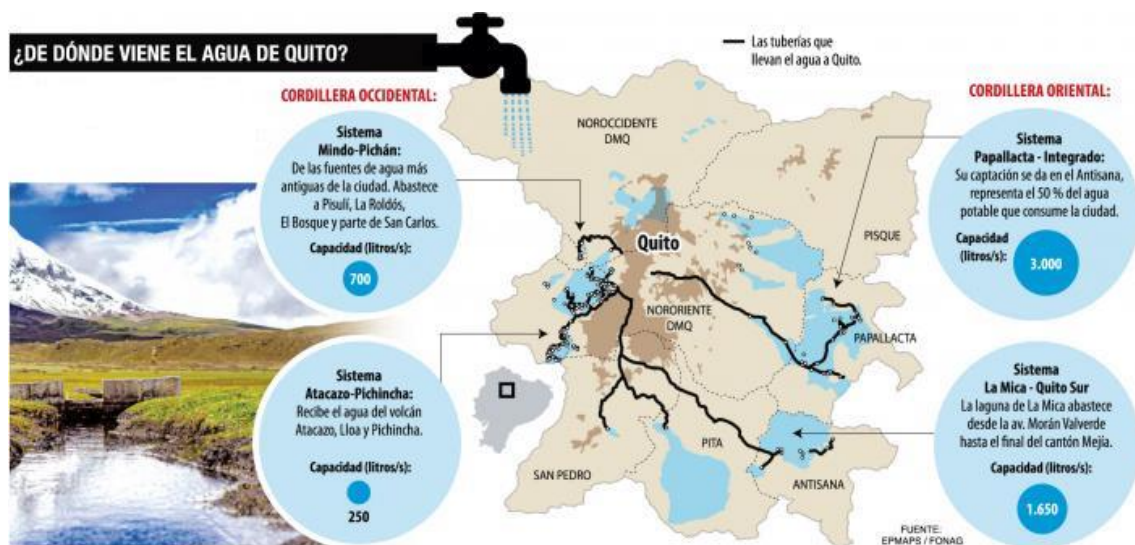 ¿DE DÓNDE VIENE EL AGUA DE QUITO?
Las tuberías que
llevan el agua a Quito.
CORDILLERA OCCIDENTAL:
Sistema
Mindo-Pichán:
De las fuentes de agua más
antiguas de la ciudad. Abastece
a Pisulí, La Roldós,
El Bosque y parte de San Carlos.
Capacidad (litros/s):
700
Sistema
Atacazo-Pichincha:
Recibe el agua del volcán
Atacazo, Lloa y Pichincha.
Capacidad (litros/s):
250
NOROCCIDENTE
DMQ
Quito
PISQUE
NORORIENTE
DMQ
PAPALLACTA
PITA
SAN PEDRO
ANTISANA
CORDILLERA ORIENTAL:
Sistema
Papallacta - Integrado:
Su captación se da en el Antisana,
representa el 50 % del agua
potable que consume la ciudad.
Capacidad
(litros/s):
3.000
Sistema
La Mica - Quito Sur
La laguna de La Mica abastece
desde la av. Morán Valverde
hasta el final del cantón Mejía.
Capacidad (litros/s):
1.650
FUENTE:
EPMAPS / FONAG